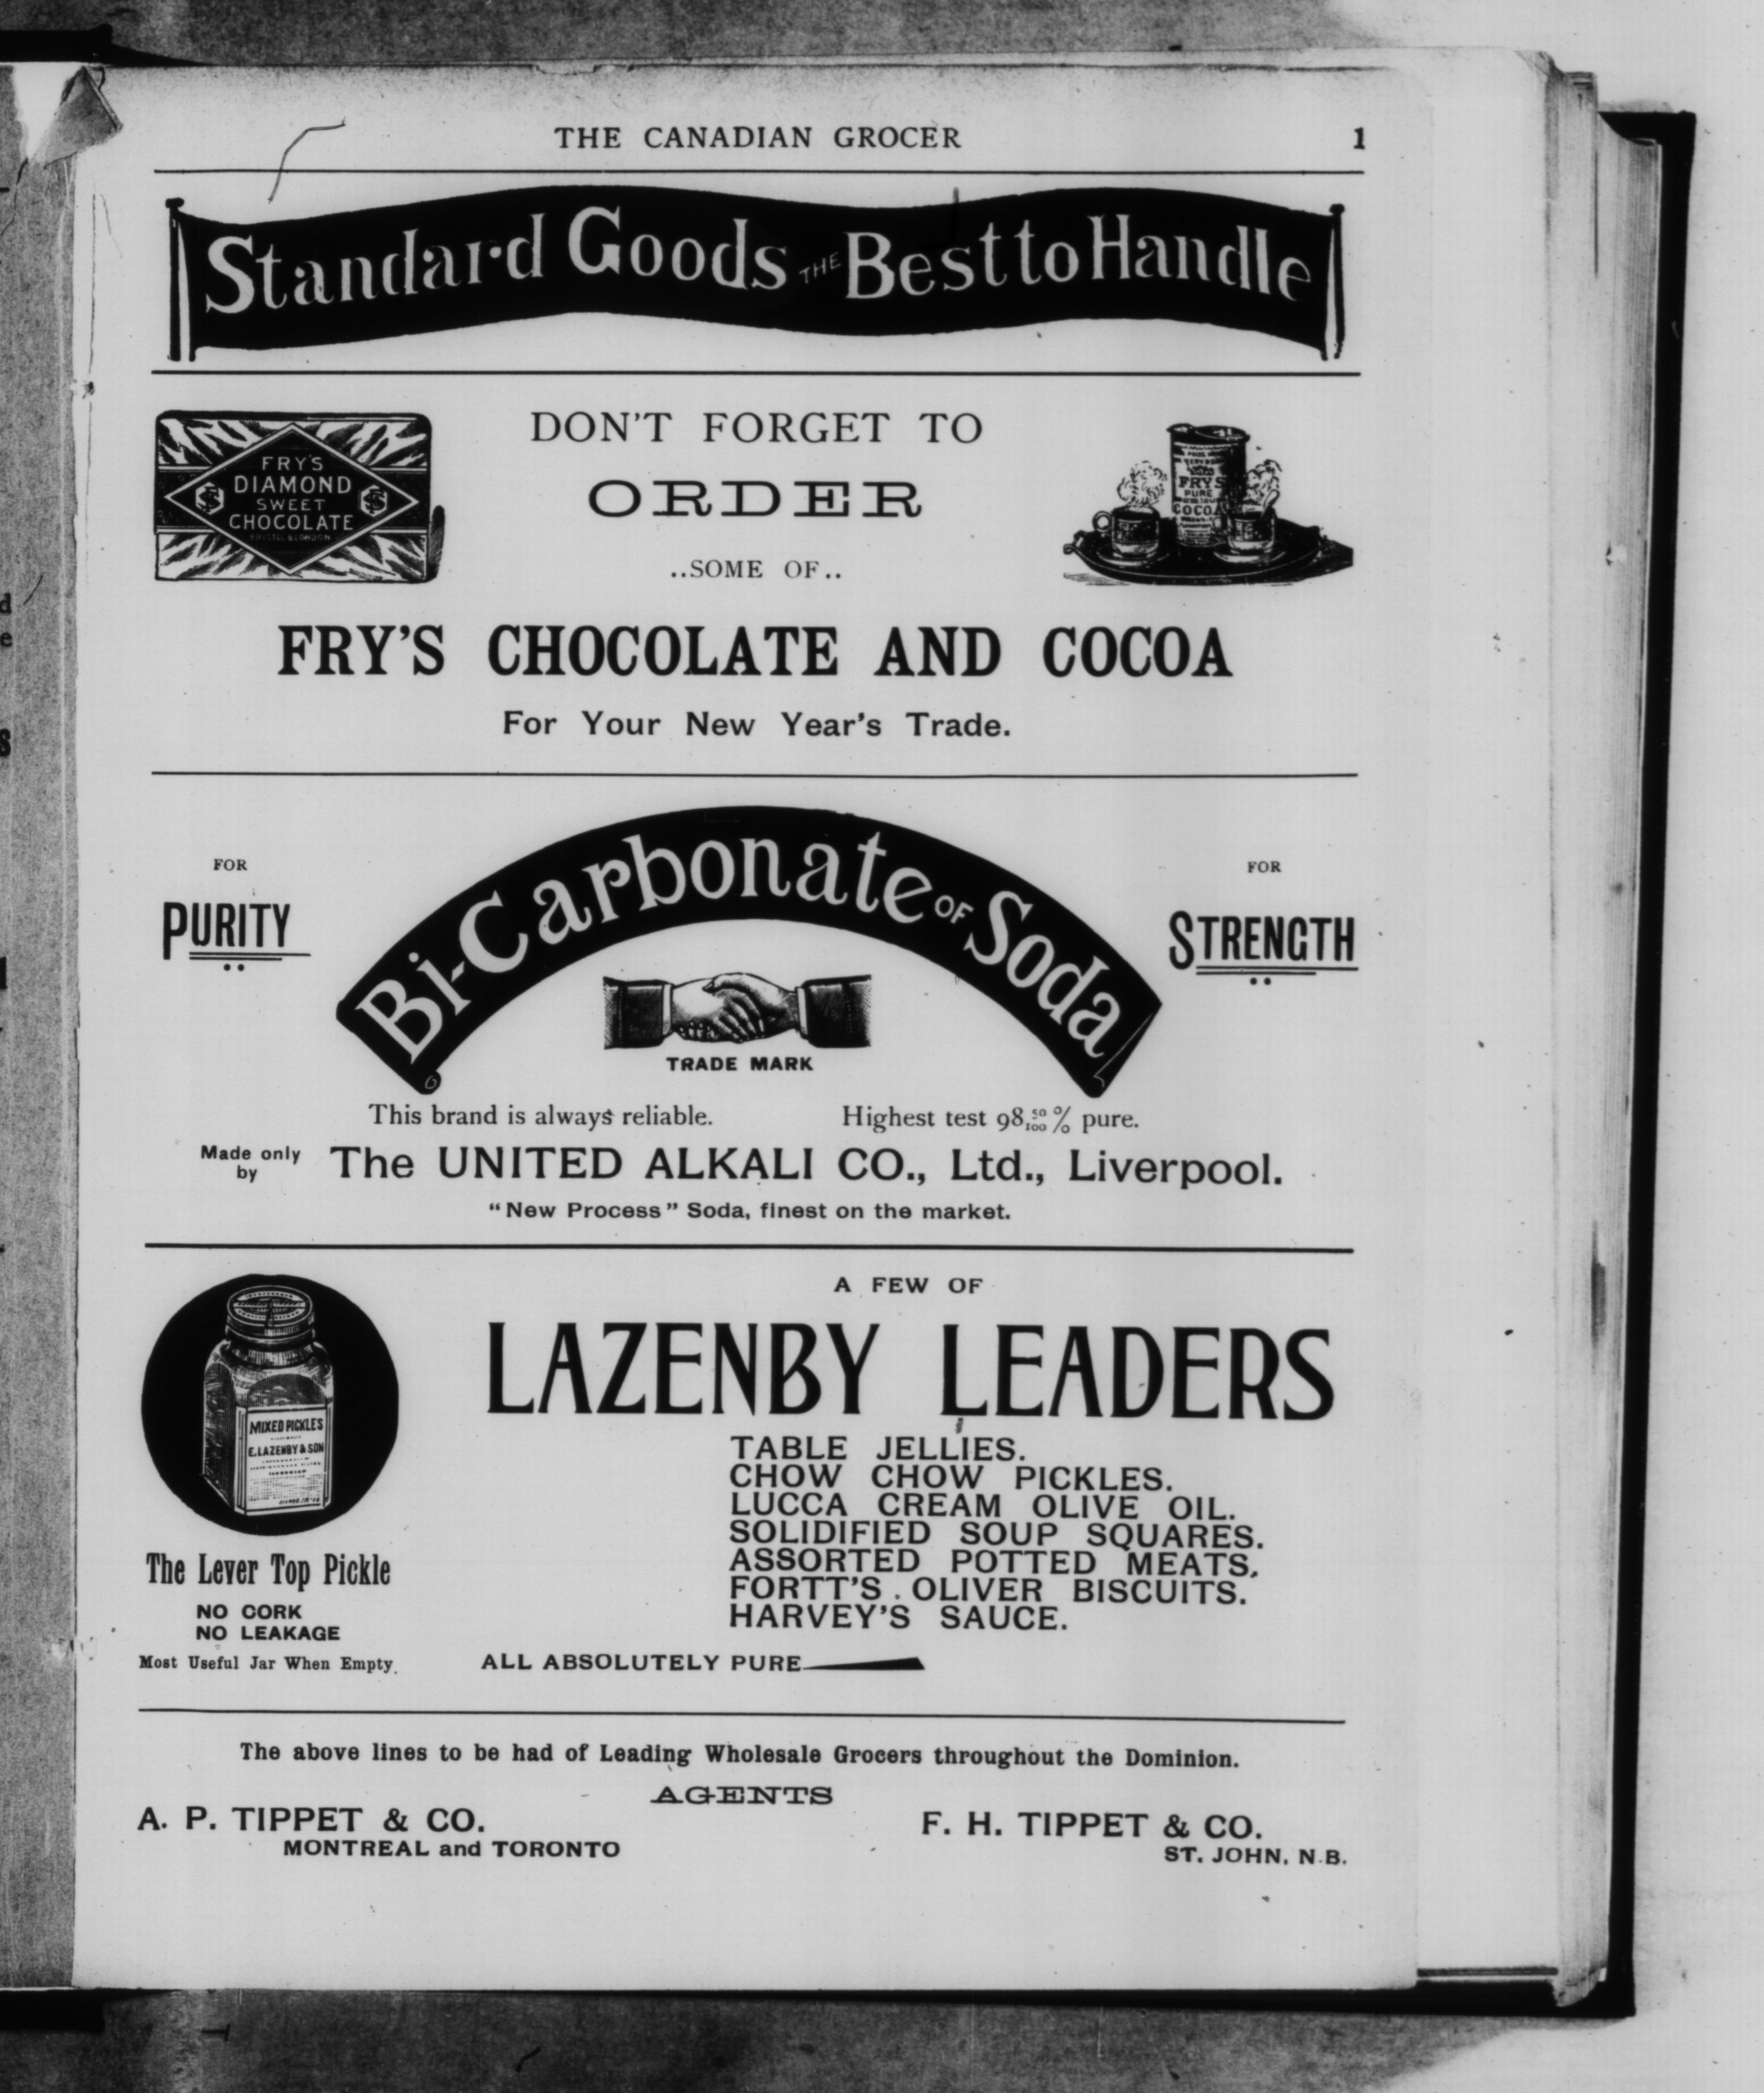 THE CANADIAN GROCER 1
Standard Goods THE Best to Handle
FRY'S
DIAMOND
SWEET
CHOCOLATE
BRISTOL & LONDON
DON'T FORGET TO
ORDER
..SOME OF..
FRY'S
PURE
COCOA
FRY'S CHOCOLATE AND COCOA
For Your New Year's Trade.
FOR
PURITY
Bi-Carbonate OF Soda
FOR
STRENGTH
TRADE MARK
This brand is always reliable. Highest test 98 50/100 % pure.
Made only by The UNITED ALKALI CO., Ltd., Liverpool.
"New Process" Soda, finest on the market.
MIXED PICKLES
E. LAZENBY & SON
The Lever Top Pickle
NO CORK
NO LEAKAGE
Most Useful Jar When Empty.
A FEW OF
LAZENBY LEADERS
TABLE JELLIES.
CHOW CHOW PICKLES.
LUCCA CREAM OLIVE OIL.
SOLIDIFIED SOUP SQUARES.
ASSORTED POTTED MEATS.
FORTT'S OLIVER BISCUITS.
HARVEY'S SAUCE.
ALL ABSOLUTELY PURE
The above lines to be had of Leading Wholesale Grocers throughout the Dominion.
AGENTS
A. P. TIPPET & CO.
MONTREAL and TORONTO
F. H. TIPPET & CO.
ST. JOHN, N.B.